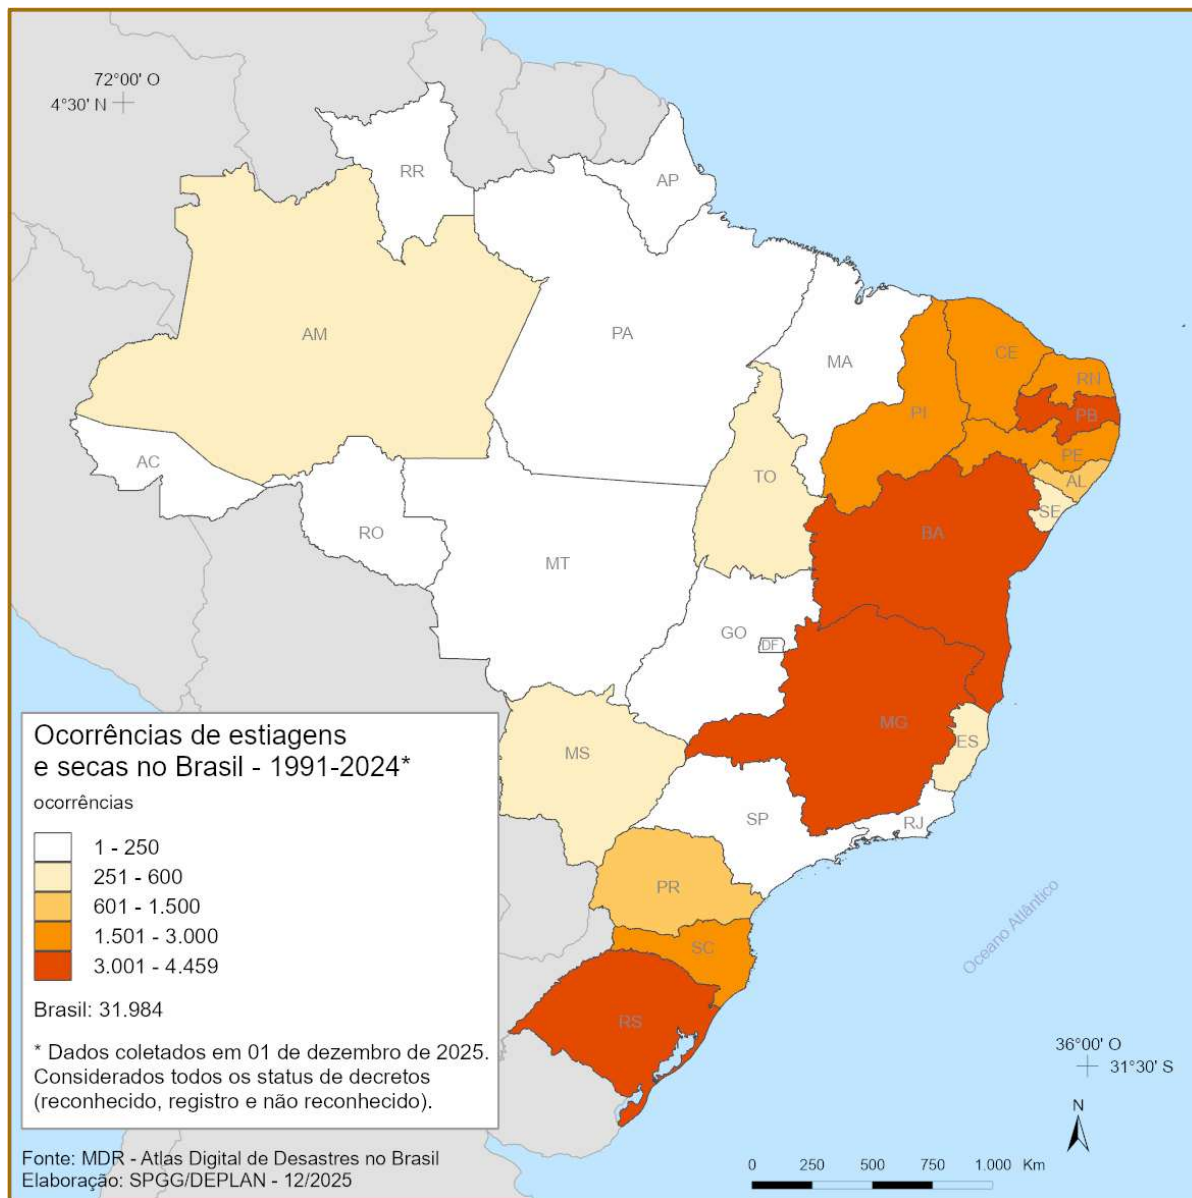 72°00' O
4°30' N
RR
AP
AM
PA
MA
CE
RN
PI
PB
PE
AC
TO
AL
SE
RO
BA
MT
GO
DF
MG
ES
MS
SP
RJ
PR
SC
RS
Oceano Atlântico
Ocorrências de estiagens
e secas no Brasil - 1991-2024*
ocorrências
1 - 250
251 - 600
601 - 1.500
1.501 - 3.000
3.001 - 4.459
Brasil: 31.984
* Dados coletados em 01 de dezembro de 2025.
Considerados todos os status de decretos
(reconhecido, registro e não reconhecido).
36°00' O
31°30' S
N
0 250 500 750 1.000 Km
Fonte: MDR - Atlas Digital de Desastres no Brasil
Elaboração: SPGG/DEPLAN - 12/2025